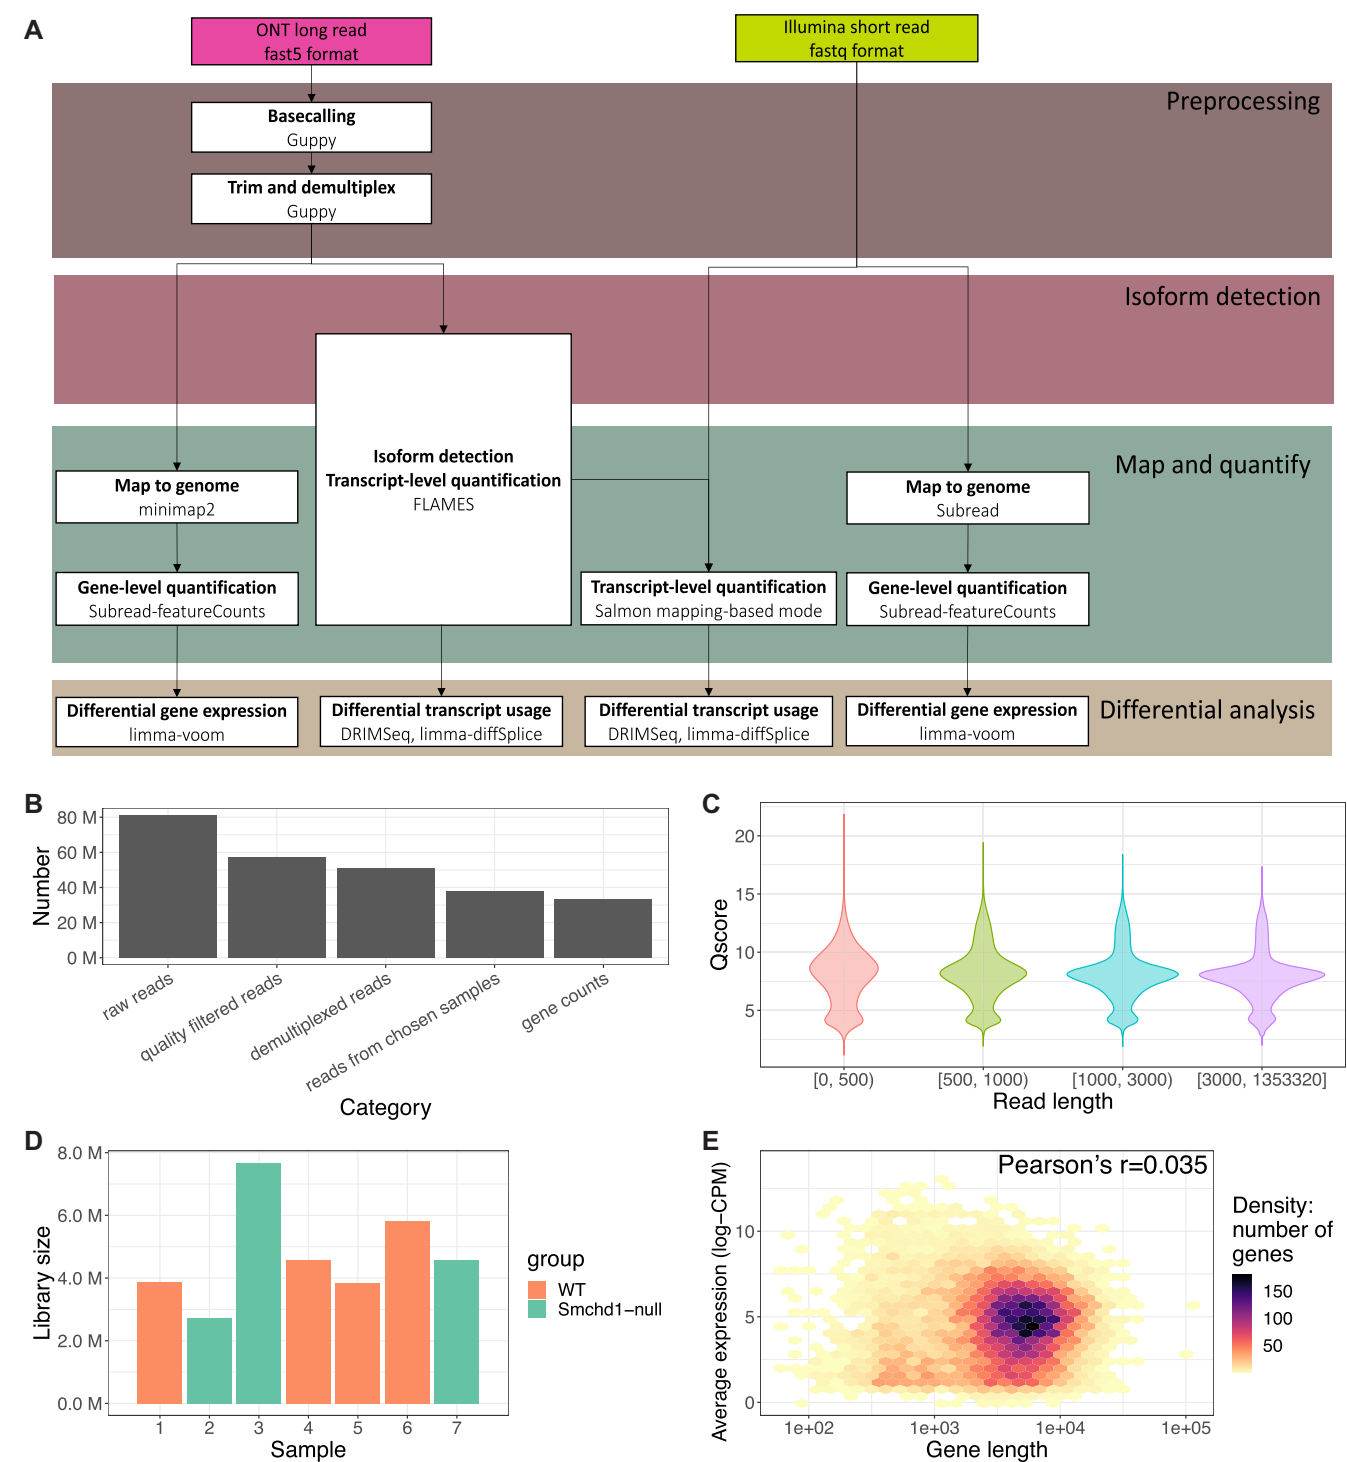 A
ONT long read
fast5 format
Illumina short read
fastq format
Preprocessing
Basecalling
Guppy
Trim and demultiplex
Guppy
Isoform detection
Map and quantify
Isoform detection
Transcript-level quantification
FLAMES
Map to genome
minimap2
Map to genome
Subread
Gene-level quantification
Subread-featureCounts
Transcript-level quantification
Salmon mapping-based mode
Gene-level quantification
Subread-featureCounts
Differential gene expression
limma-voom
Differential transcript usage
DRIMSeq, limma-diffSplice
Differential transcript usage
DRIMSeq, limma-diffSplice
Differential gene expression
limma-voom
Differential analysis
B
80 M
60 M
40 M
20 M
0 M
Number
raw reads
quality filtered reads
demultiplexed reads
reads from chosen samples
gene counts
Category
C
20
15
10
5
Qscore
[0, 500)
[500, 1000)
[1000, 3000)
[3000, 1353320]
Read length
D
8.0 M
6.0 M
4.0 M
2.0 M
0.0 M
Library size
1 2 3 4 5 6 7
Sample
group
WT
Smchd1−null
E
Pearson's r=0.035
10
5
0
Average expression (log−CPM)
1e+02 1e+03 1e+04 1e+05
Gene length
Density:
number of
genes
150
100
50